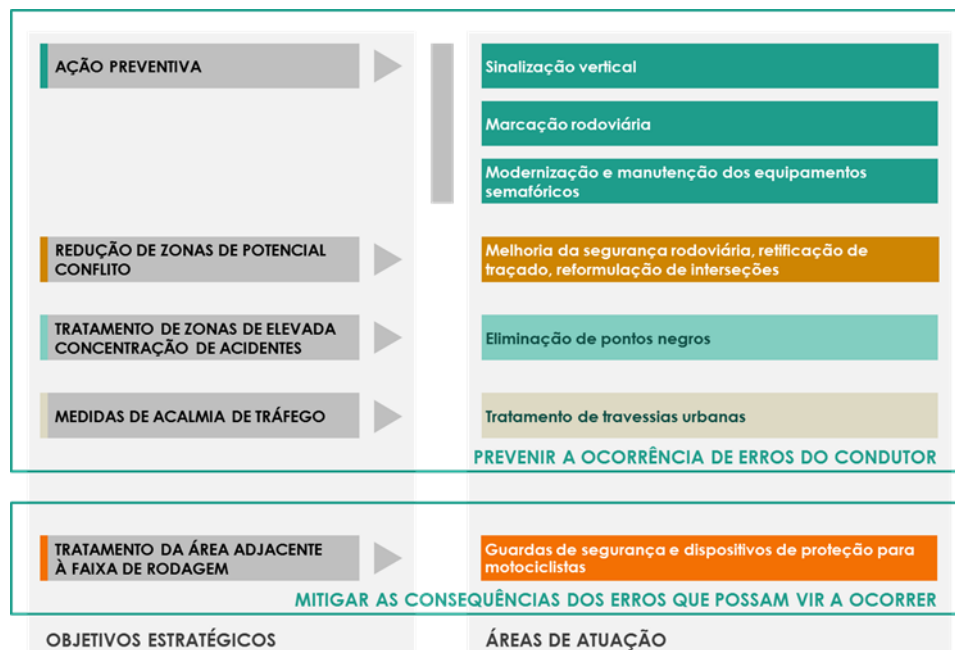 AÇÃO PREVENTIVA
Sinalização vertical
Marcação rodoviária
Modernização e manutenção dos equipamentos
semafóricos
REDUÇÃO DE ZONAS DE POTENCIAL
CONFLITO
Melhoria da segurança rodoviária, retificação de
traçado, reformulação de interseções
TRATAMENTO DE ZONAS DE ELEVADA
CONCENTRAÇÃO DE ACIDENTES
Eliminação de pontos negros
MEDIDAS DE ACALMIA DE TRÁFEGO
Tratamento de travessias urbanas
PREVENIR A OCORRÊNCIA DE ERROS DO CONDUTOR
TRATAMENTO DA ÁREA ADJACENTE
À FAIXA DE RODAGEM
Guardas de segurança e dispositivos de proteção para
motociclistas
MITIGAR AS CONSEQUÊNCIAS DOS ERROS QUE POSSAM VIR A OCORRER
OBJETIVOS ESTRATÉGICOS
ÁREAS DE ATUAÇÃO